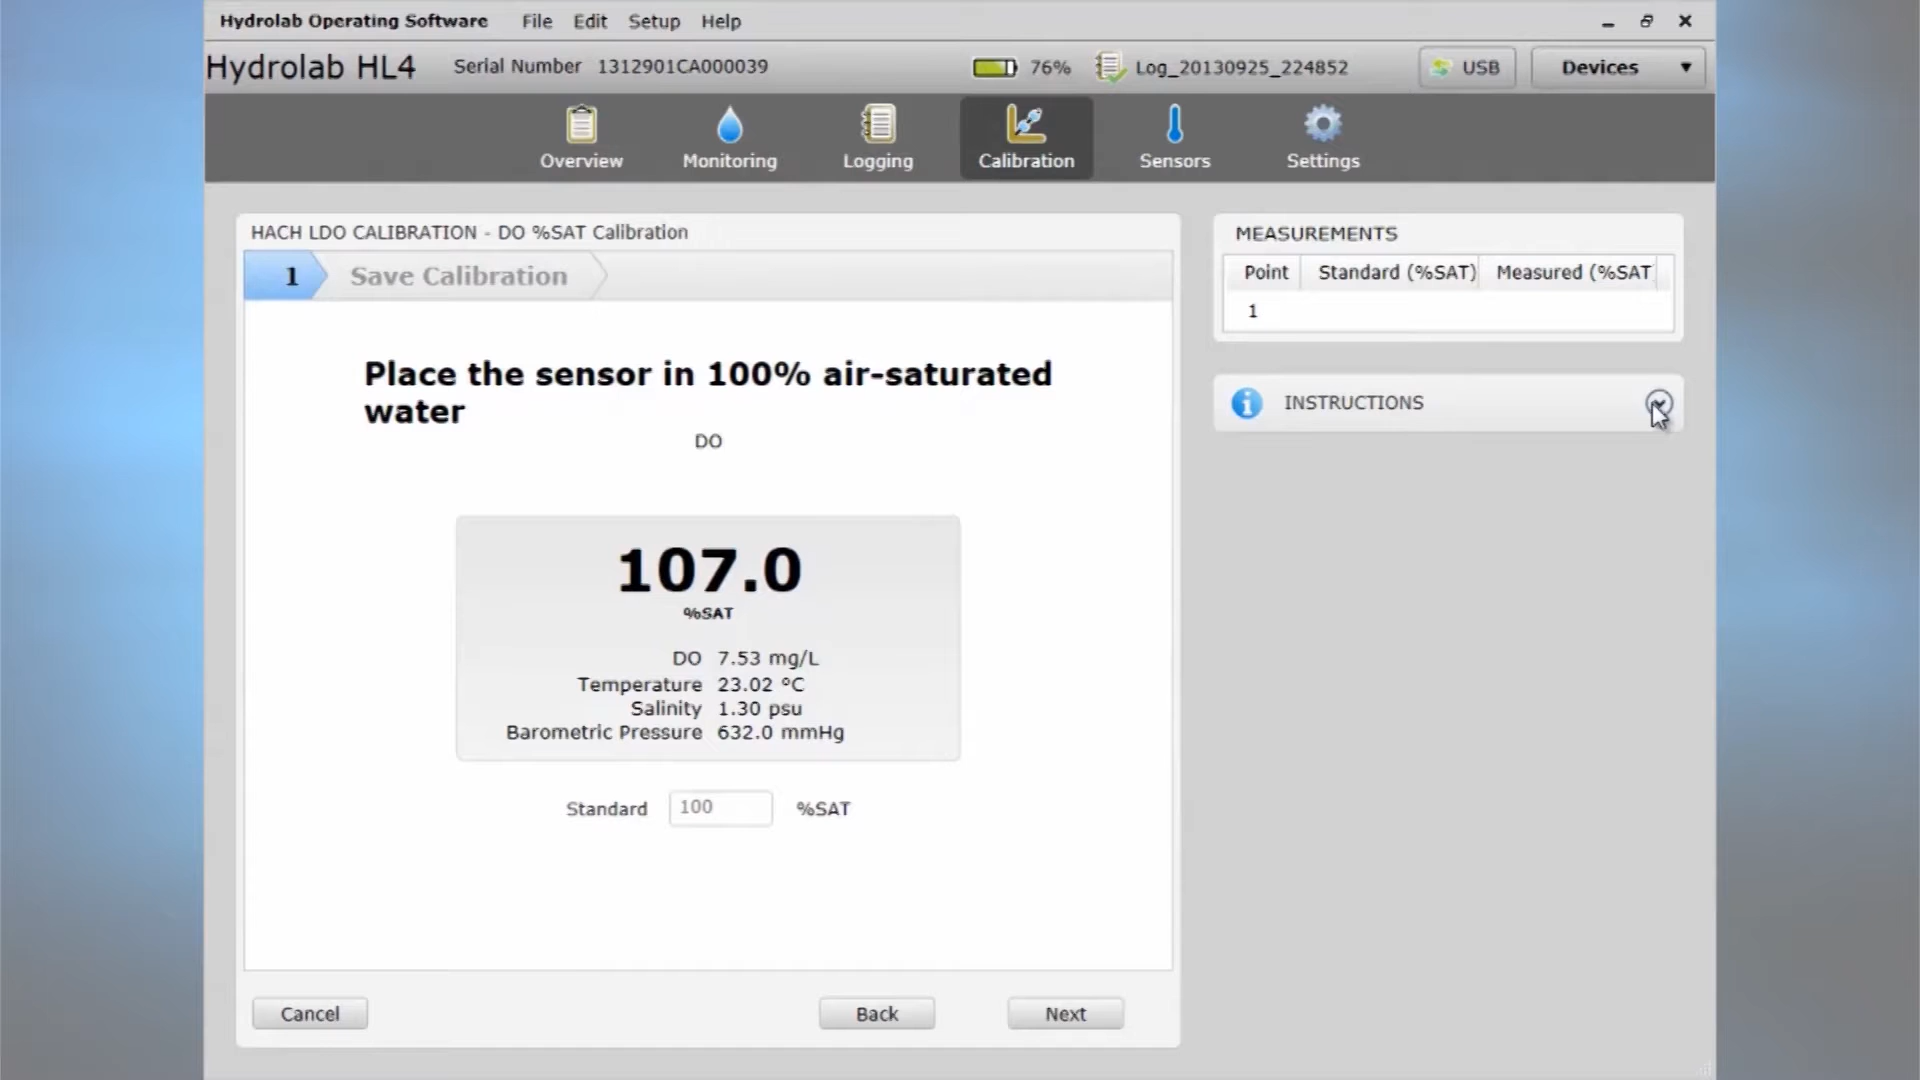 Hydrolab Operating Software File Edit Setup Help
Hydrolab HL4 Serial Number 1312901CA000039 76% Log_20130925_224852 USB Devices
Overview Monitoring Logging Calibration Sensors Settings
HACH LDO CALIBRATION - DO %SAT Calibration
1 Save Calibration
Place the sensor in 100% air-saturated
water
DO
107.0
%SAT
DO 7.53 mg/L
Temperature 23.02 °C
Salinity 1.30 psu
Barometric Pressure 632.0 mmHg
Standard 100 %SAT
Cancel Back Next
MEASUREMENTS
Point Standard (%SAT) Measured (%SAT
1
INSTRUCTIONS